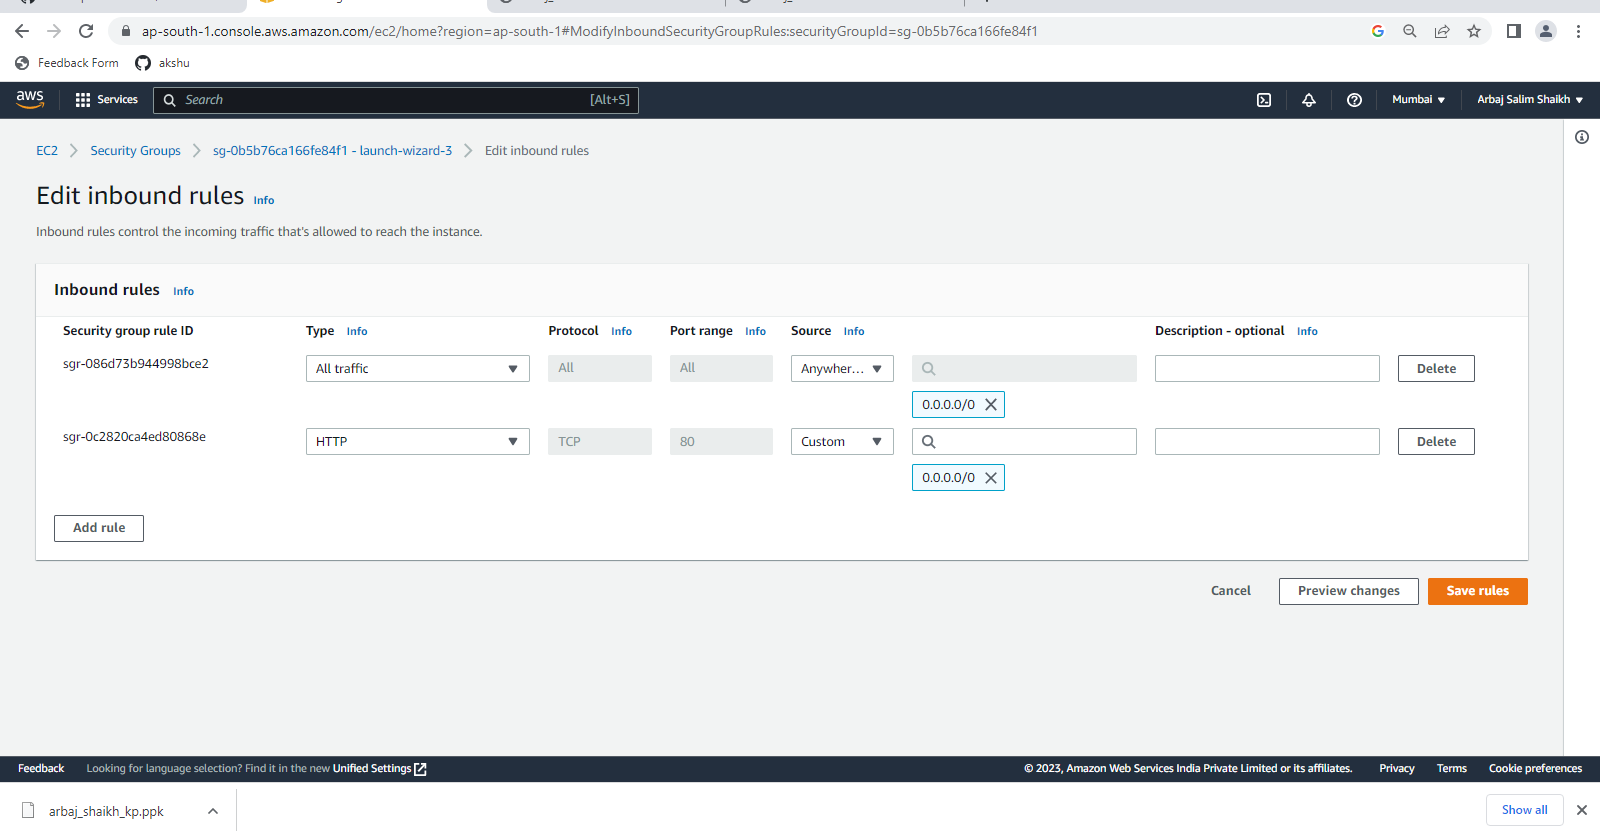 ap-south-1.console.aws.amazon.com/ec2/home?region=ap-south-1#ModifyInboundSecurityGroupRules:securityGroupId=sg-0b5b76ca166fe84f1
Feedback Form akshu
aws Services Search [Alt+S] Mumbai Arbaj Salim Shaikh
EC2 Security Groups sg-0b5b76ca166fe84f1 - launch-wizard-3 Edit inbound rules
Edit inbound rules Info
Inbound rules control the incoming traffic that's allowed to reach the instance.
Inbound rules Info
Security group rule ID Type Info Protocol Info Port range Info Source Info Description - optional Info
sgr-086d73b944998bce2 All traffic All All Anywher... Delete
0.0.0.0/0
sgr-0c2820ca4ed80868e HTTP TCP 80 Custom Delete
0.0.0.0/0
Add rule
Cancel Preview changes Save rules
Feedback Looking for language selection? Find it in the new Unified Settings © 2023, Amazon Web Services India Private Limited or its affiliates. Privacy Terms Cookie preferences
arbaj_shaikh_kp.ppk Show all